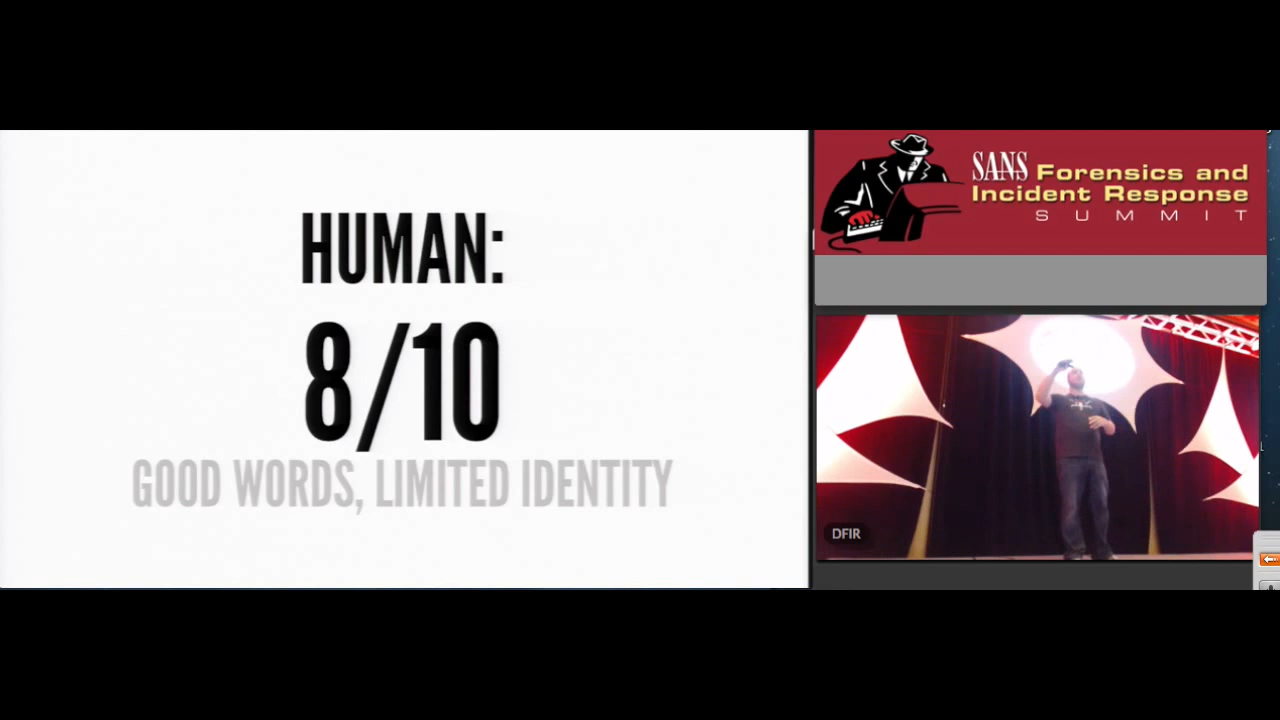 HUMAN:
8/10
GOOD WORDS, LIMITED IDENTITY
SANS Forensics and
Incident Response
SUMMIT
DFIR